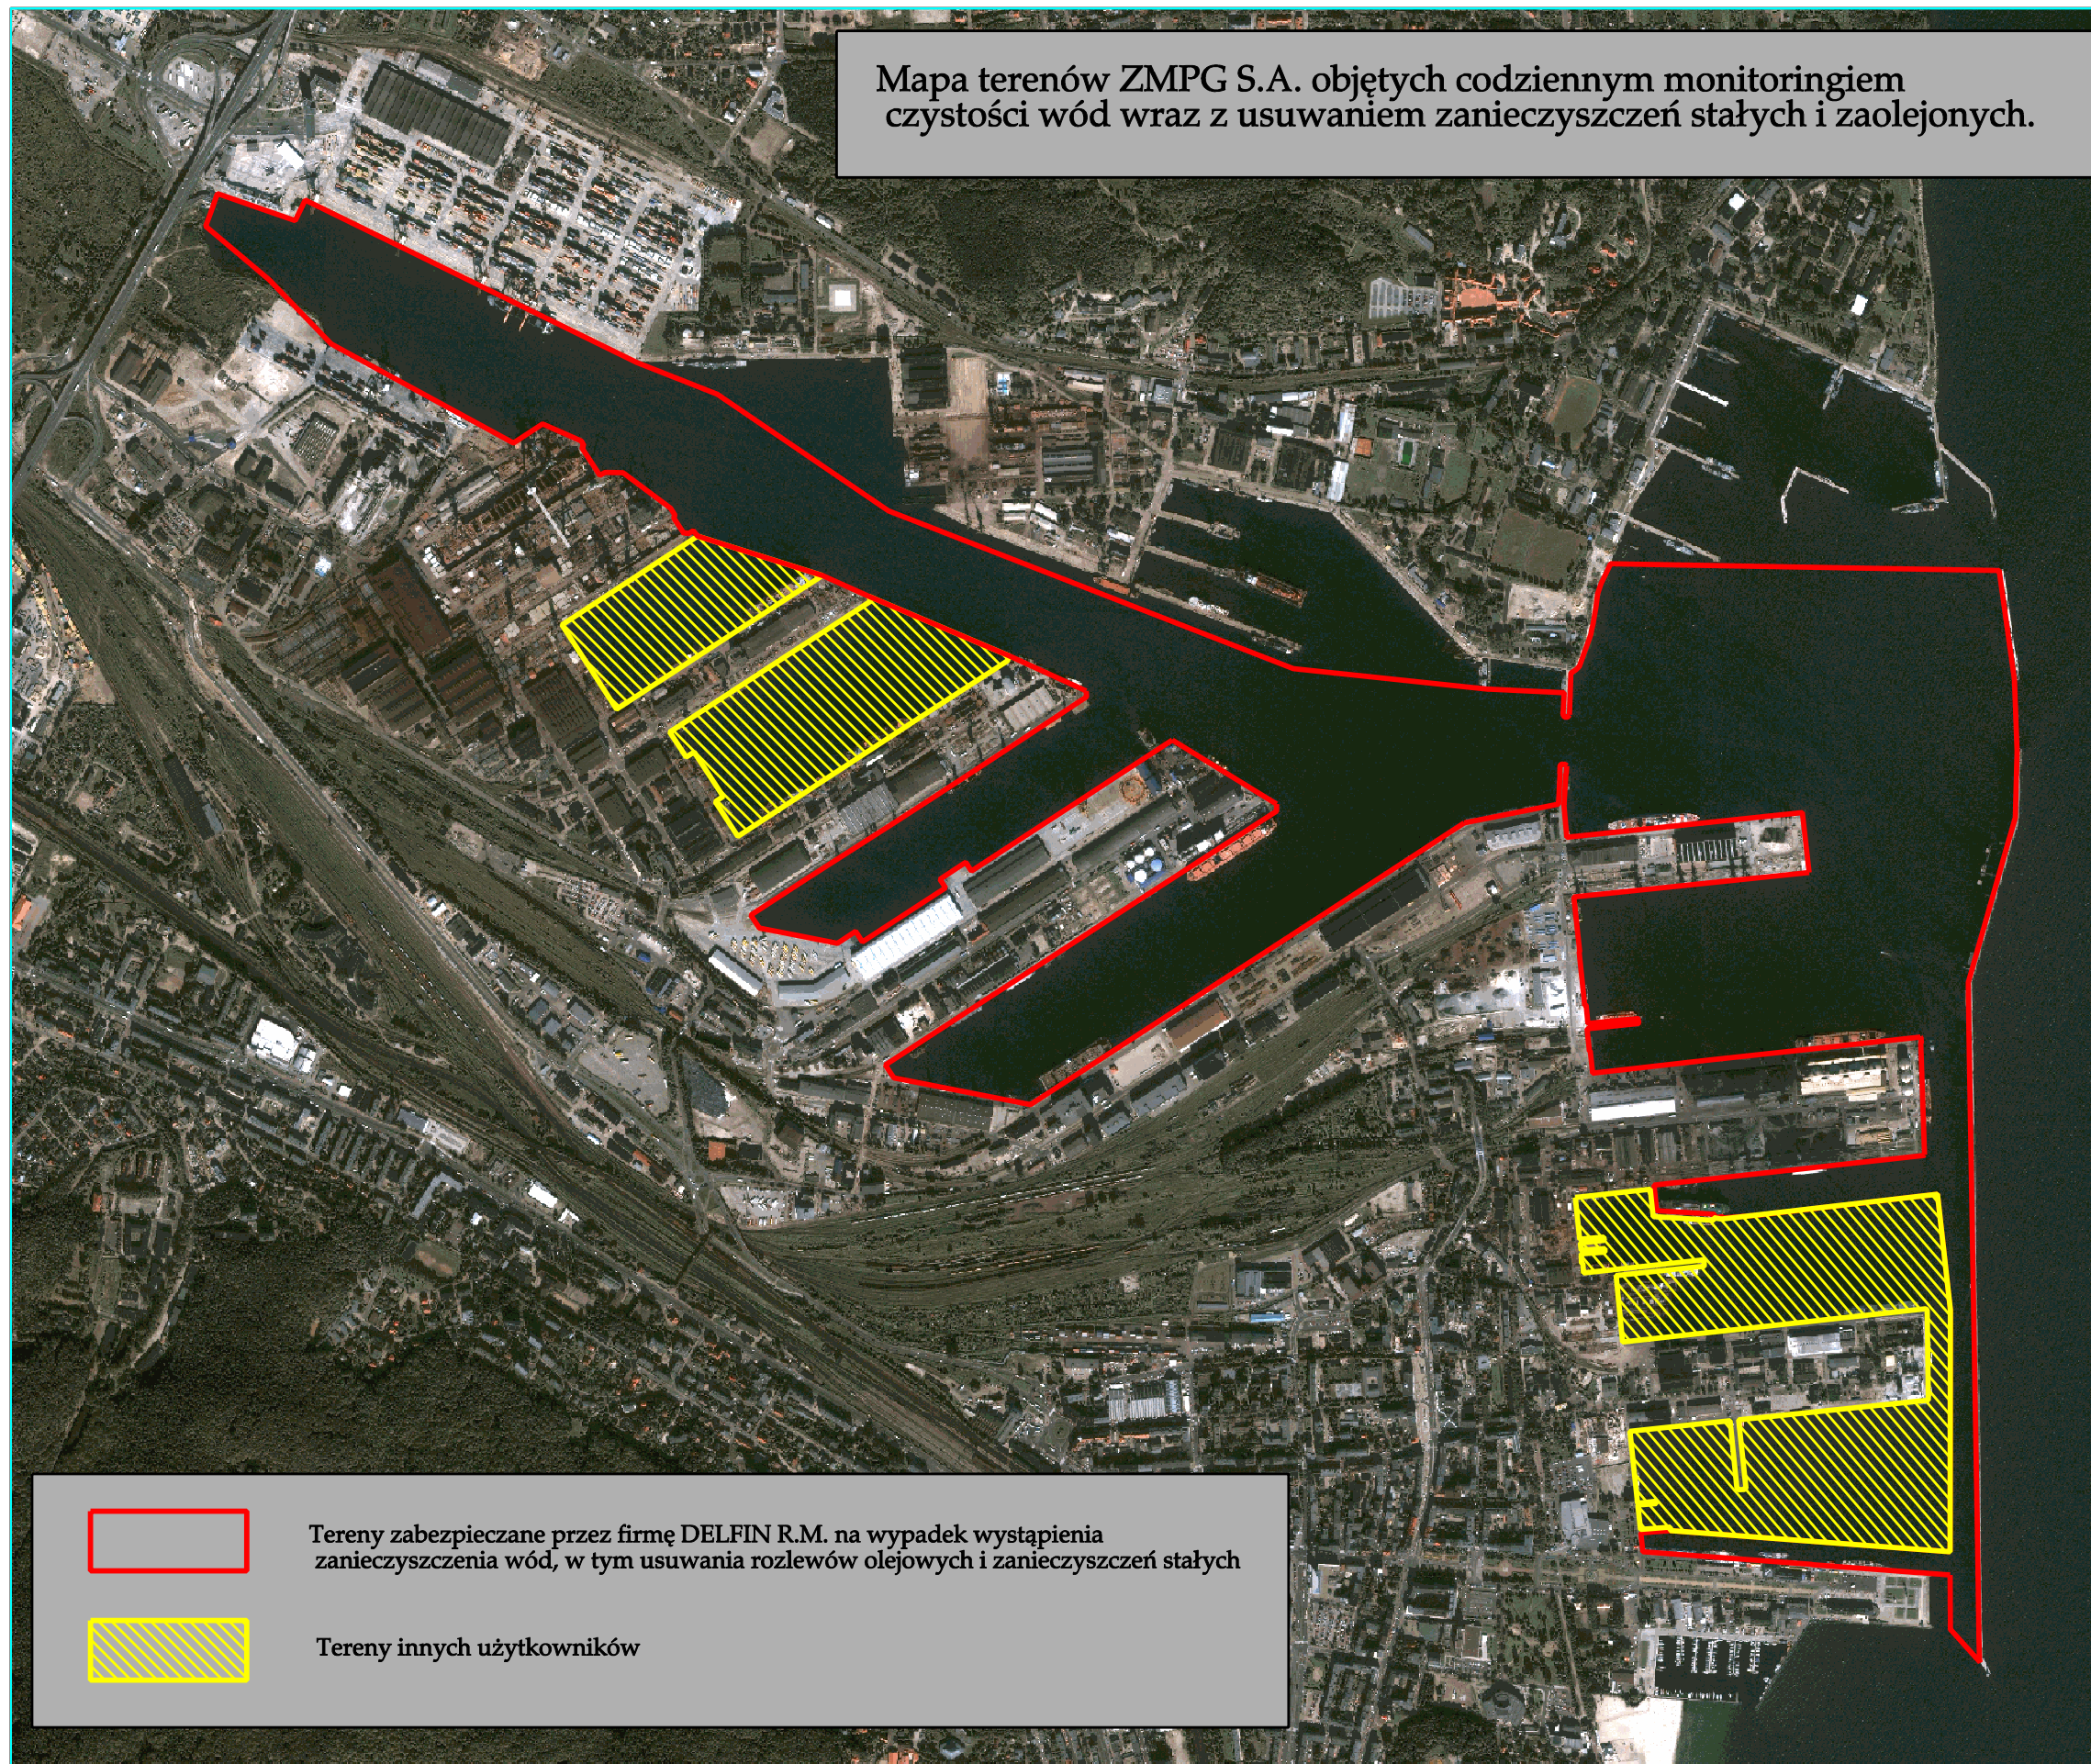 Mapa terenów ZMPG S.A. objętych codziennym monitoringiem
czystości wód wraz z usuwaniem zanieczyszczeń stałych i zaolejonych.
Tereny zabezpieczane przez firmę DELFIN R.M. na wypadek wystąpienia
zanieczyszczenia wód, w tym usuwania rozlewów olejowych i zanieczyszczeń stałych
Tereny innych użytkowników